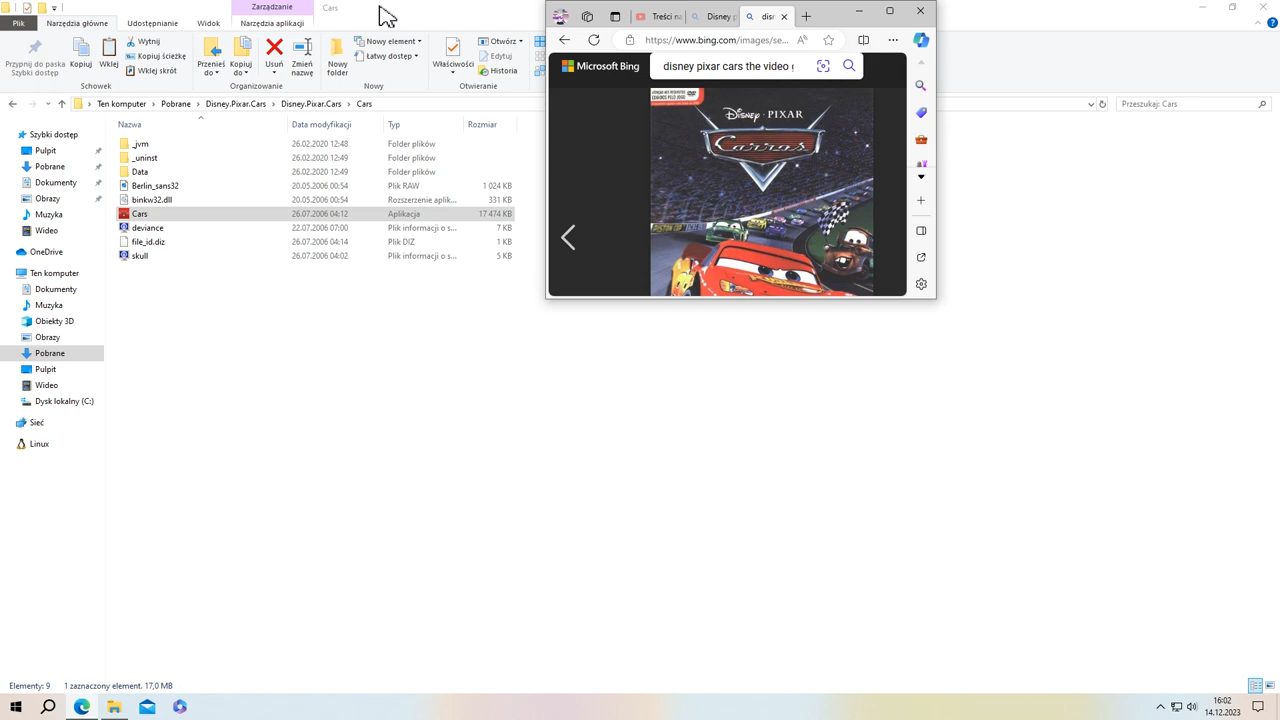 Zarządzanie
Cars
Plik
Narzędzia główne
Udostępnianie
Widok
Narzędzia aplikacji
Przypnij do paska
Szybki dostęp
Kopiuj
Wklej
Wytnij
Kopiuj ścieżkę
Wklej skrót
Schowek
Przenieś
do
Kopiuj
do
Usuń
Zmień
nazwę
Organizowanie
Nowy
folder
Nowy element
Łatwy dostęp
Nowy
Właściwości
Otwórz
Edytuj
Historia
Otwieranie
Ten komputer
Pobrane
Disney.Pixar.Cars
Disney.Pixar.Cars
Cars
Przeszukaj: Cars
Nazwa
Data modyfikacji
Typ
Rozmiar
_jvm 26.02.2020 12:48 Folder plików
_uninst 26.02.2020 12:49 Folder plików
Data 26.02.2020 12:49 Folder plików
Berlin_sans32 20.05.2006 00:54 Plik RAW 1 024 KB
binkw32.dll 20.05.2006 00:54 Rozszerzenie aplik... 331 KB
Cars 26.07.2006 04:12 Aplikacja 17 474 KB
deviance 22.07.2006 07:00 Plik informacji o s... 7 KB
file_id.diz 26.07.2006 04:14 Plik DIZ 1 KB
skull 26.07.2006 04:02 Plik informacji o s... 5 KB
Szybki dostęp
Pulpit
Pobrane
Dokumenty
Obrazy
Muzyka
Wideo
OneDrive
Ten komputer
Dokumenty
Muzyka
Obiekty 3D
Obrazy
Pobrane
Pulpit
Wideo
Dysk lokalny (C:)
Sieć
Linux
Treści na
Disney p
disn
https://www.bing.com/images/se...
Microsoft Bing
disney pixar cars the video g
DISNEY · PIXAR
Carros
Elementy: 9
1 zaznaczony element. 17,0 MB
16:02
14.12.2023